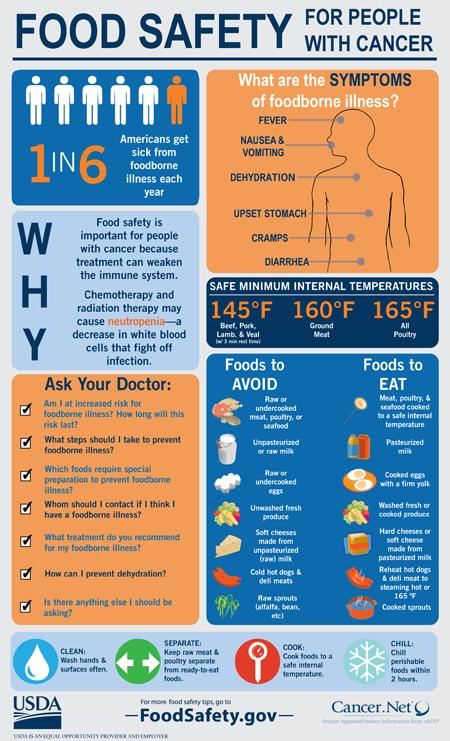 FOOD SAFETY
FOR PEOPLE
WITH CANCER
1 IN 6
Americans get
sick from
foodborne
illness each
year
What are the SYMPTOMS
of foodborne illness?
FEVER
NAUSEA &
VOMITING
DEHYDRATION
UPSET STOMACH
CRAMPS
DIARRHEA
WHY
Food safety is
important for people
with cancer because
treatment can weaken
the immune system.
Chemotherapy and
radiation therapy may
cause neutropenia—a
decrease in white blood
cells that fight off
infection.
SAFE MINIMUM INTERNAL TEMPERATURES
145°F
Beef, Pork,
Lamb, & Veal
(w/ 3 min rest time)
160°F
Ground
Meat
165°F
All
Poultry
Ask Your Doctor:
Am I at increased risk for
foodborne illness? How long will this
risk last?
What steps should I take to prevent
foodborne illness?
Which foods require special
preparation to prevent foodborne
illness?
Whom should I contact if I think I
have a foodborne illness?
What treatment do you recommend
for my foodborne illness?
How can I prevent dehydration?
Is there anything else I should be
asking?
Foods to
AVOID
Raw or
undercooked
meat, poultry, or
seafood
Unpasteurized
or raw milk
Raw or
undercooked
eggs
Unwashed fresh
produce
Soft cheeses
made from
unpasteurized
(raw) milk
Cold hot dogs &
deli meats
Raw sprouts
(alfalfa, bean,
etc)
Foods to
EAT
Meat, poultry, &
seafood cooked
to a safe internal
temperature
Pasteurized
milk
Cooked eggs
with a firm yolk
Washed fresh or
cooked produce
Hard cheeses or
soft cheese
made from
pasteurized milk
Reheat hot dogs
& deli meat to
steaming hot or
165 °F
Cooked sprouts
CLEAN:
Wash hands &
surfaces often.
SEPARATE:
Keep raw meat &
poultry separate
from ready-to-eat
foods.
COOK:
Cook foods to a
safe internal
temperature.
CHILL:
Chill
perishable
foods within
2 hours.
USDA
For more food safety tips, go to
—FoodSafety.gov—
Cancer.Net
Doctor-Approved Patient Information from ASCO®
USDA IS AN EQUAL OPPORTUNITY PROVIDER AND EMPLOYER